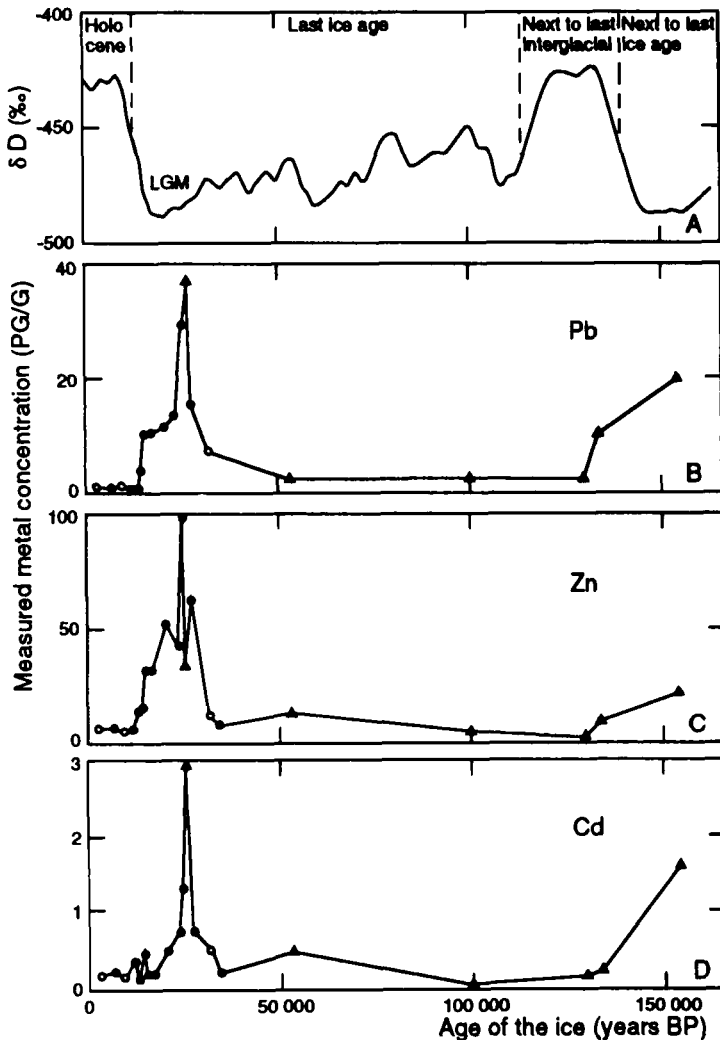 -400
-450
-500
δ D (‰)
Holo
cene
Last ice age
Next to last
interglacial
Next to last
ice age
LGM
A
Measured metal concentration (PG/G)
40
20
0
Pb
B
100
50
0
Zn
C
3
2
1
0
Cd
D
0
50 000
100 000
150 000
Age of the ice (years BP)